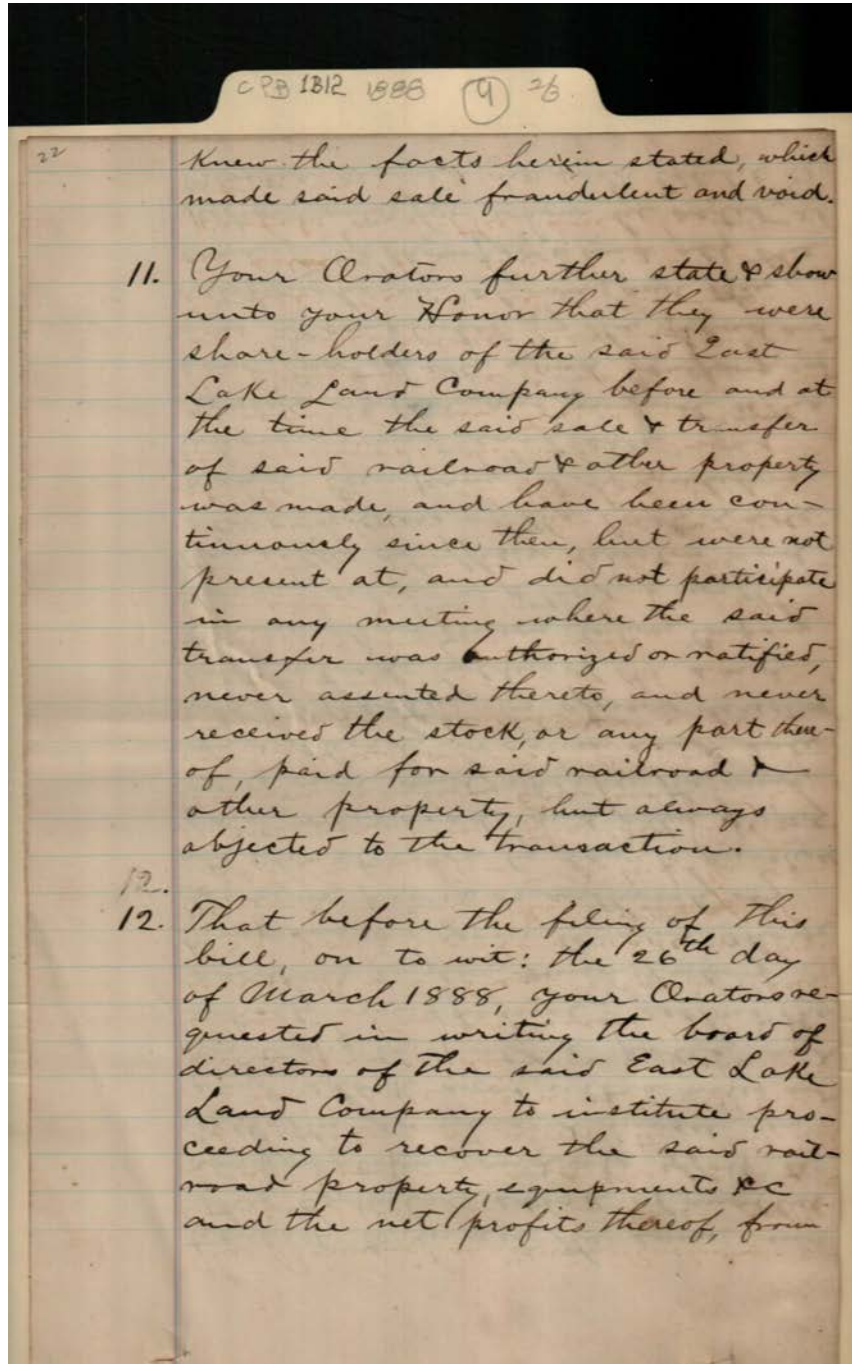 CPB 1312 1888 4 26
22
Knew the facts herein stated, which
made said sale fraudulent and void.
11. Your Orators further state & show
unto your Honor that they were
share-holders of the said East
Lake Land Company before and at
the time the said sale & transfer
of said railroad & other property
was made, and have been con-
tinuously since then, but were not
present at, and did not participate
in any meeting where the said
transfer was authorized or ratified,
never assented thereto, and never
received the stock, or any part there-
of, paid for said railroad &
other property, but always
objected to the transaction.
12.
12. That before the filing of this
bill, on to wit: the 26th day
of March 1888, your Orators re-
quested in writing the board of
directors of the said East Lake
Land Company to institute pro-
ceeding to recover the said rail-
road property, equipments &c
and the net profits thereof, from